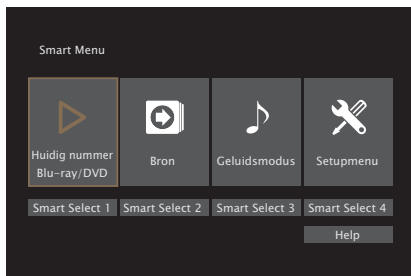 Smart Menu
Huidig nummer
Blu-ray/DVD
Bron
Geluidsmodus
Setupmenu
Smart Select 1
Smart Select 2
Smart Select 3
Smart Select 4
Help